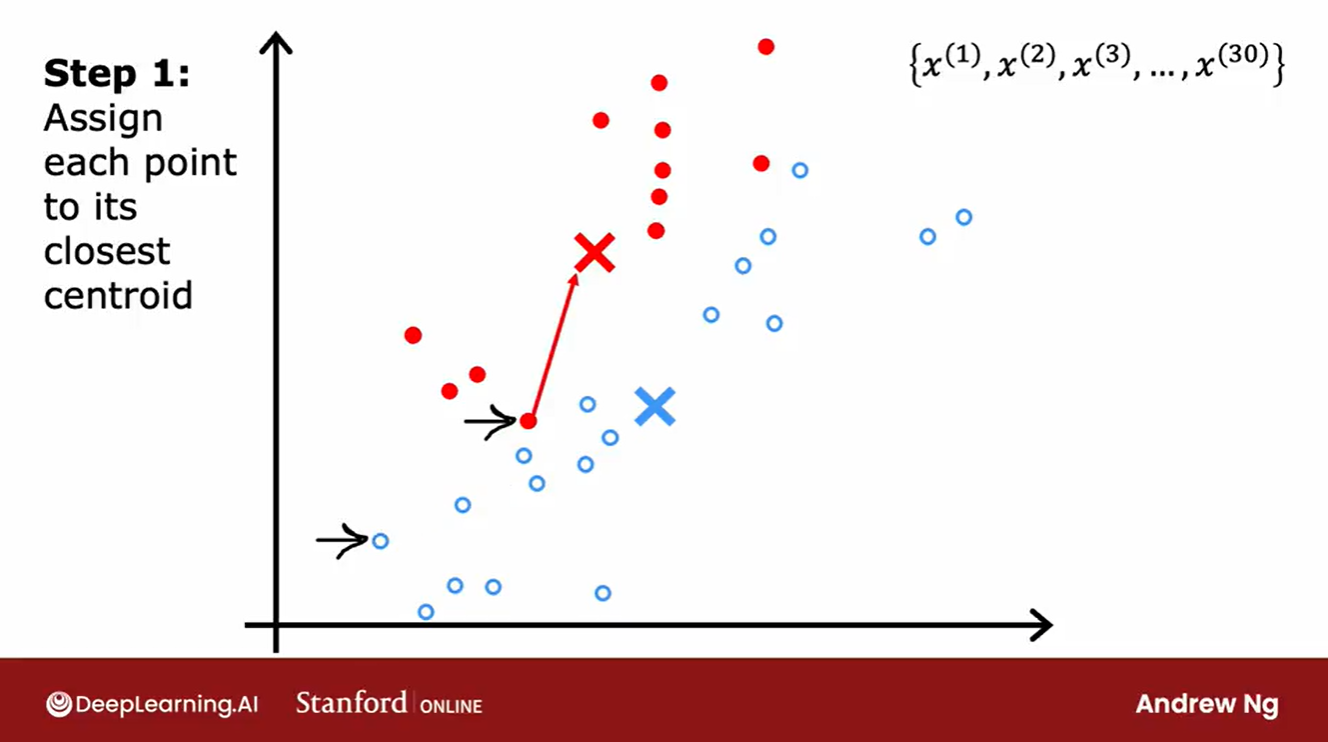 Step 1:
Assign
each point
to its
closest
centroid
{x⁽¹⁾, x⁽²⁾, x⁽³⁾, ..., x⁽³⁰⁾}
DeepLearning.AI
Stanford ONLINE
Andrew Ng